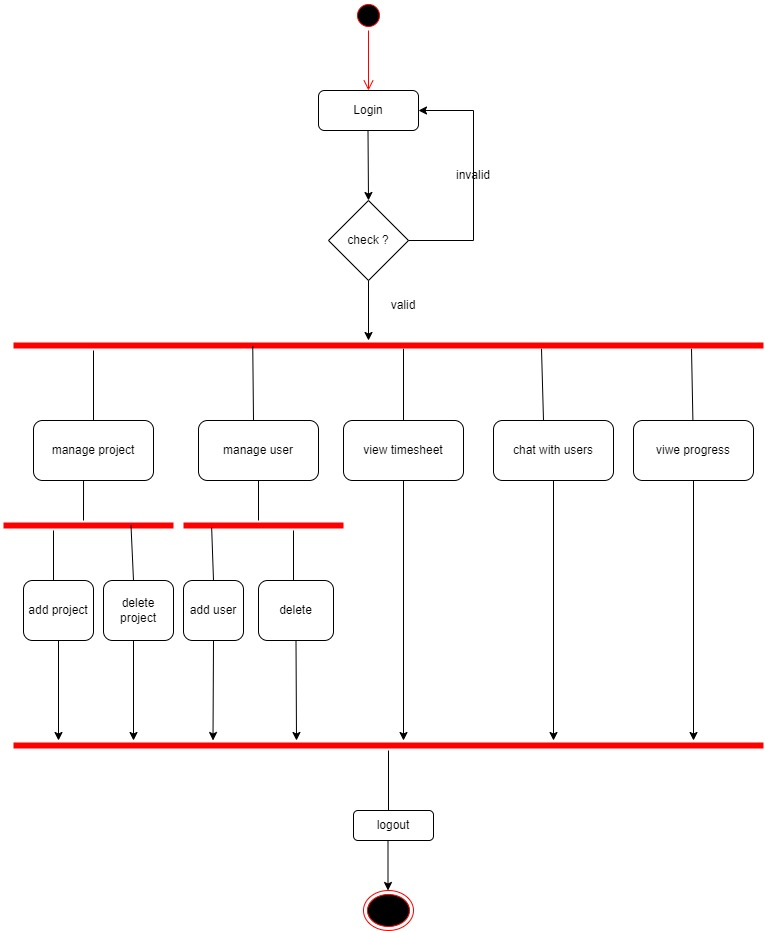 Login
invalid
check ?
valid
manage project
manage user
view timesheet
chat with users
viwe progress
add project
delete
project
add user
delete
logout